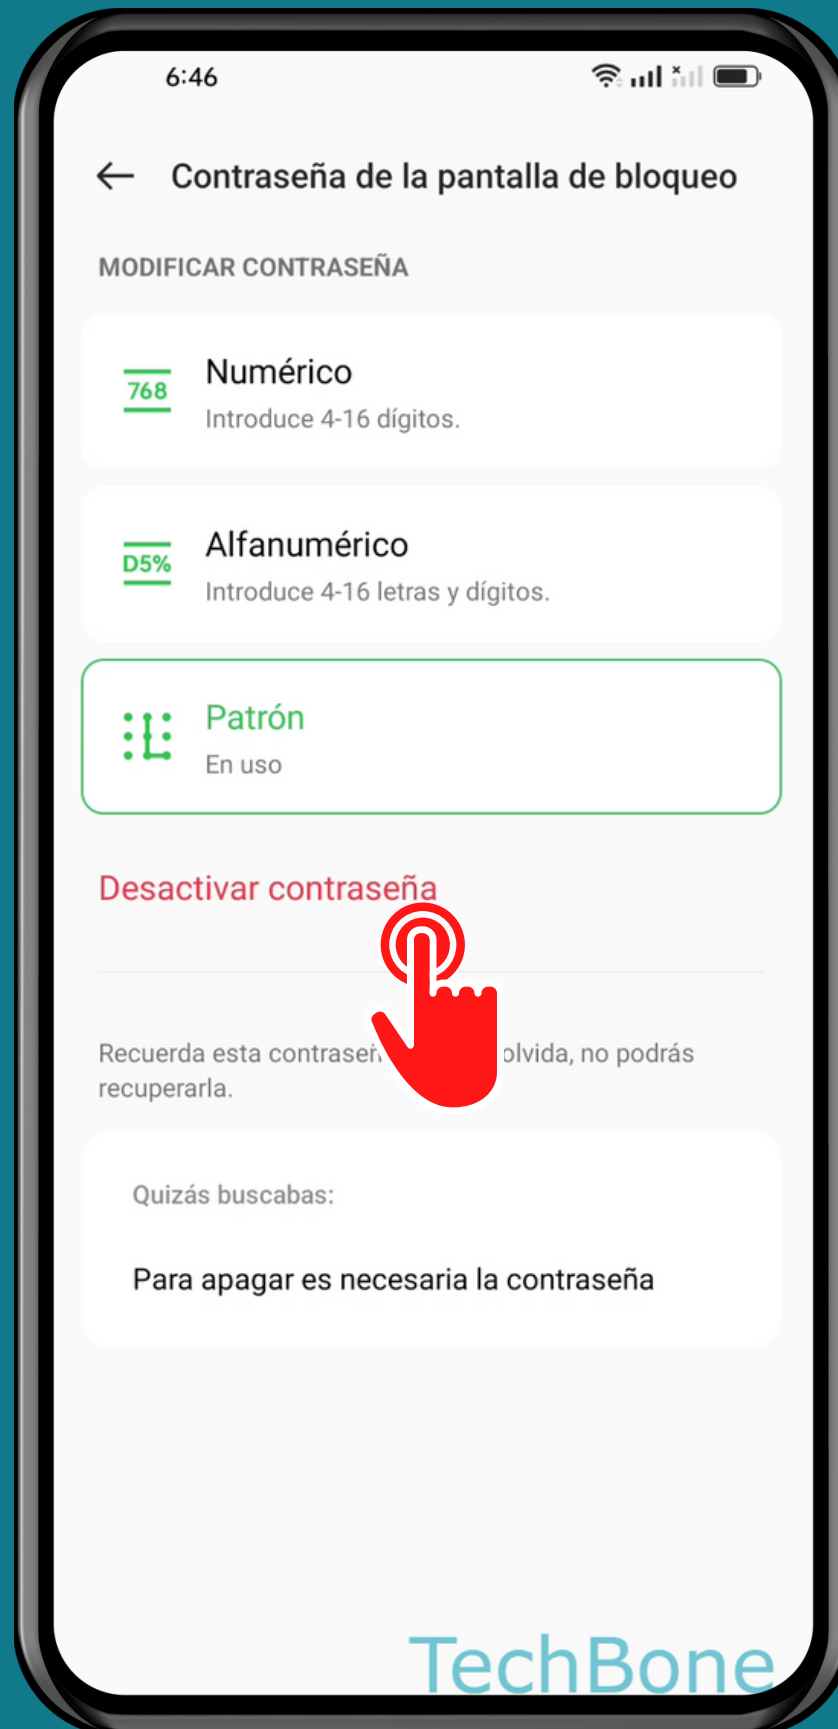 6:46
Contraseña de la pantalla de bloqueo
MODIFICAR CONTRASEÑA
768
Numérico
Introduce 4-16 dígitos.
D5%
Alfanumérico
Introduce 4-16 letras y dígitos.
Patrón
En uso
Desactivar contraseña
Recuerda esta olvida, no podrás
recuperarla.
Quizás buscabas:
Para apagar es necesaria la contraseña
TechBone